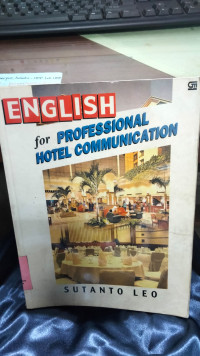 ENGLISH
for PROFESSIONAL
HOTEL COMMUNICATION
SUTANTO LEO